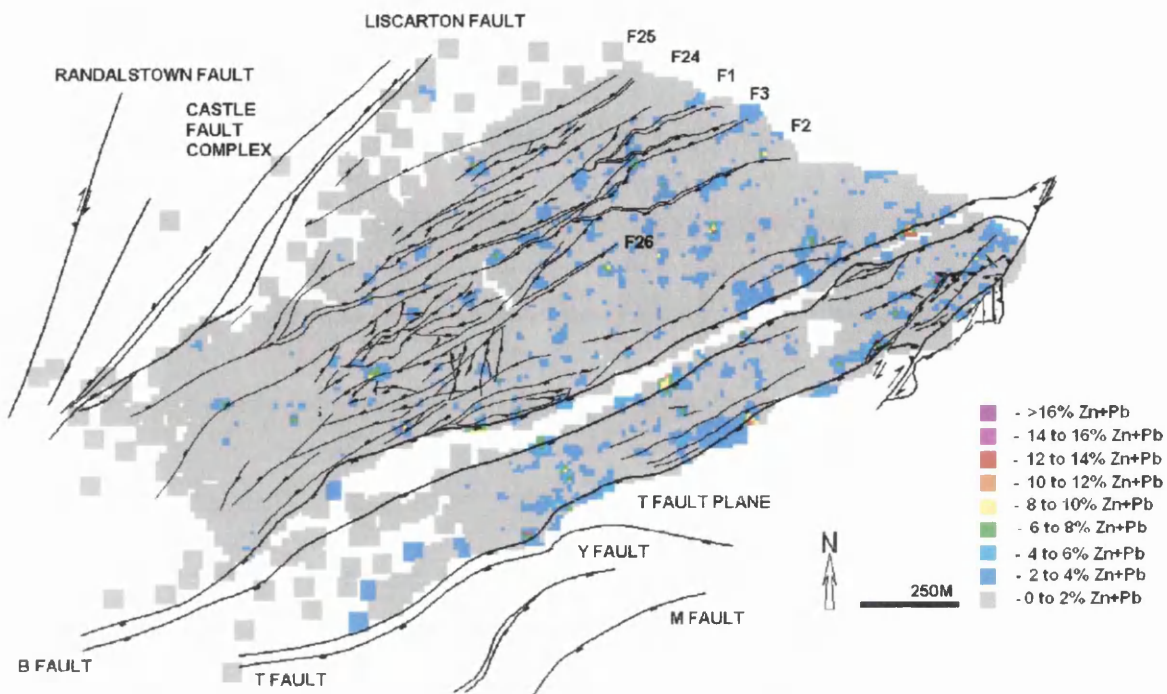 LISCARTON FAULT
F25
F24
F1
F3
F2
RANDALSTOWN FAULT
CASTLE
FAULT
COMPLEX
F26
- >16% Zn+Pb
- 14 to 16% Zn+Pb
- 12 to 14% Zn+Pb
- 10 to 12% Zn+Pb
- 8 to 10% Zn+Pb
- 6 to 8% Zn+Pb
- 4 to 6% Zn+Pb
- 2 to 4% Zn+Pb
- 0 to 2% Zn+Pb
T FAULT PLANE
Y FAULT
N
250M
M FAULT
B FAULT
T FAULT